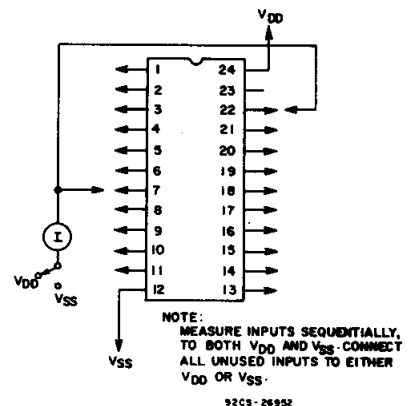 VDD
1 24
2 23
3 22
4 21
5 20
6 19
7 18
8 17
9 16
10 15
11 14
12 13
I
VDD
VSS
VSS
NOTE:
MEASURE INPUTS SEQUENTIALLY,
TO BOTH VDD AND VSS. CONNECT
ALL UNUSED INPUTS TO EITHER
VDD OR VSS.
92CS-26952